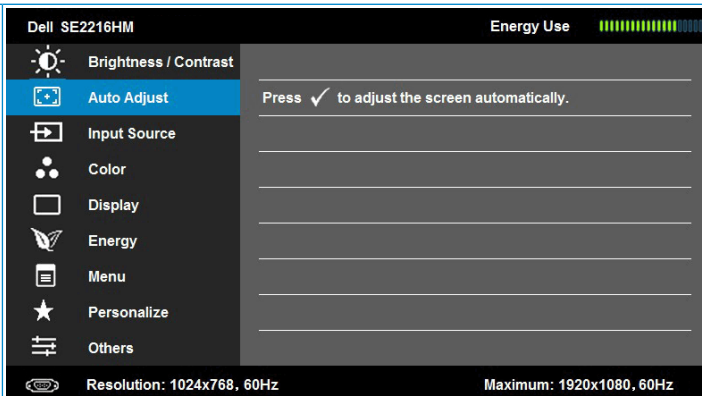 Dell SE2216HM Energy Use
Brightness / Contrast
Auto Adjust Press ✓ to adjust the screen automatically.
Input Source
Color
Display
Energy
Menu
Personalize
Others
Resolution: 1024x768, 60Hz Maximum: 1920x1080, 60Hz